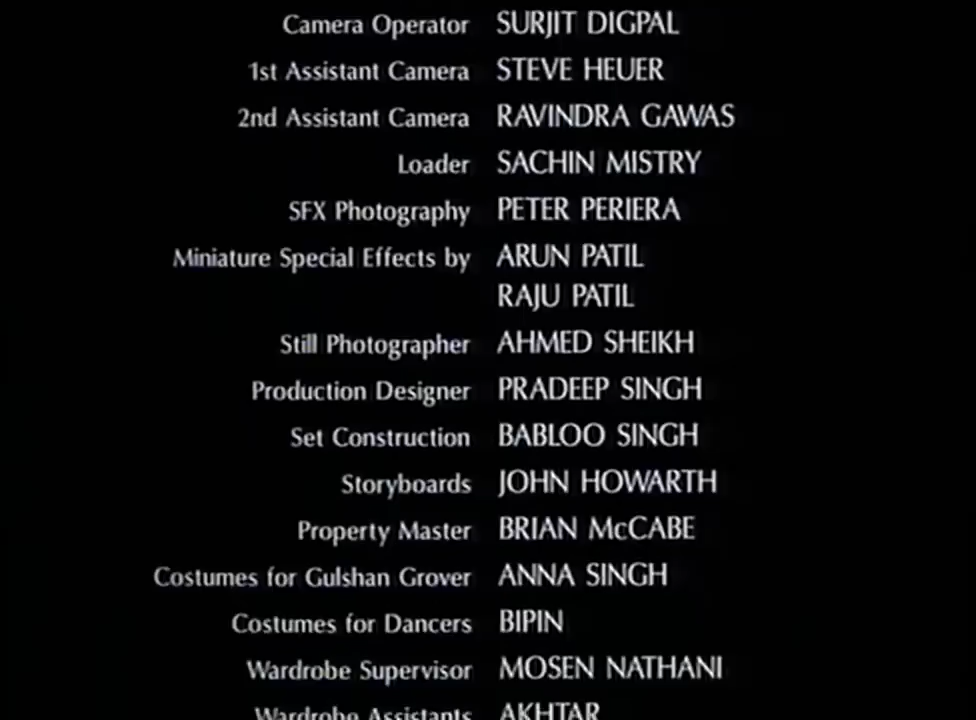 Camera Operator SURJIT DIGPAL
1st Assistant Camera STEVE HEUER
2nd Assistant Camera RAVINDRA GAWAS
Loader SACHIN MISTRY
SFX Photography PETER PERIERA
Miniature Special Effects by ARUN PATIL
RAJU PATIL
Still Photographer AHMED SHEIKH
Production Designer PRADEEP SINGH
Set Construction BABLOO SINGH
Storyboards JOHN HOWARTH
Property Master BRIAN McCABE
Costumes for Gulshan Grover ANNA SINGH
Costumes for Dancers BIPIN
Wardrobe Supervisor MOSEN NATHANI
Wardrobe Assistants AKHTAR